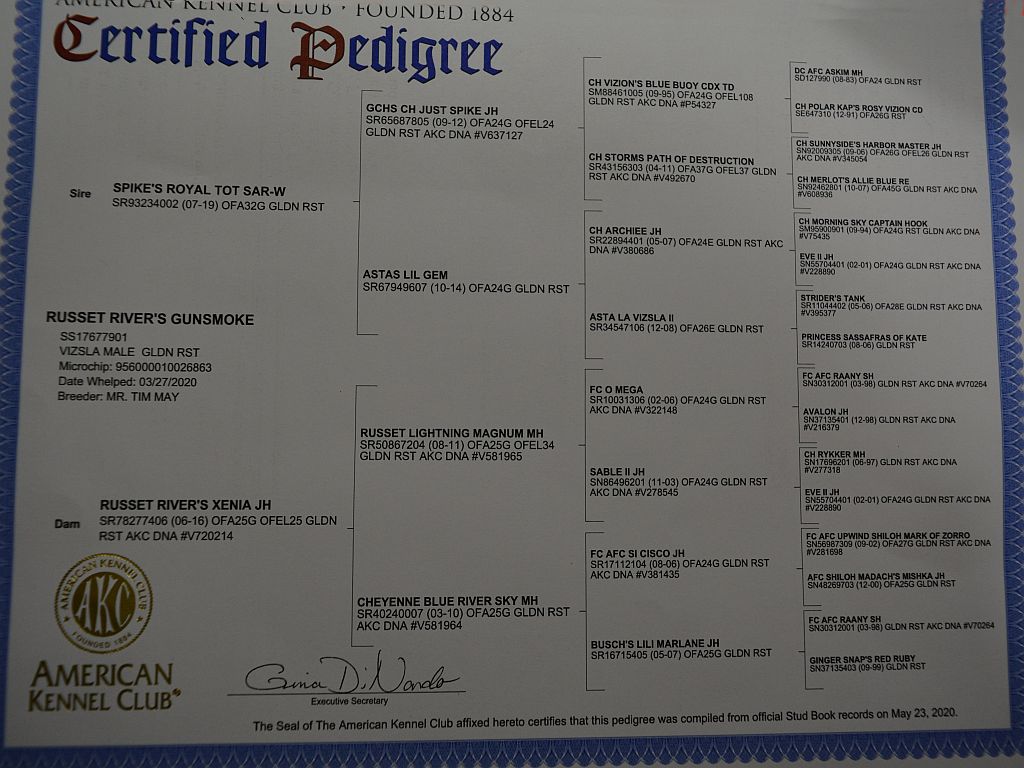 AMERICAN KENNEL CLUB • FOUNDED 1884
Certified Pedigree
Sire
SPIKE'S ROYAL TOT SAR-W
SR93234002 (07-19) OFA32G GLDN RST
RUSSET RIVER'S GUNSMOKE
SS17677901
VIZSLA MALE GLDN RST
Microchip: 956000010026863
Date Whelped: 03/27/2020
Breeder: MR. TIM MAY
Dam
RUSSET RIVER'S XENIA JH
SR78277406 (06-16) OFA25G OFEL25 GLDN
RST AKC DNA #V720214
GCHS CH JUST SPIKE JH
SR65687805 (09-12) OFA24G OFEL24
GLDN RST AKC DNA #V637127
ASTAS LIL GEM
SR67949607 (10-14) OFA24G GLDN RST
RUSSET LIGHTNING MAGNUM MH
SR50867204 (08-11) OFA25G OFEL34
GLDN RST AKC DNA #V581965
CHEYENNE BLUE RIVER SKY MH
SR40240007 (03-10) OFA25G GLDN RST
AKC DNA #V581964
CH VIZION'S BLUE BUOY CDX TD
SM88461005 (09-95) OFA24G OFEL108
GLDN RST AKC DNA #P54327
CH STORMS PATH OF DESTRUCTION
SR43156303 (04-11) OFA37G OFEL37 GLDN
RST AKC DNA #V492670
CH ARCHIEE JH
SR22894401 (05-07) OFA24E GLDN RST AKC
DNA #V380686
ASTA LA VIZSLA II
SR34547106 (12-08) OFA26E GLDN RST
FC O MEGA
SR10031306 (02-06) OFA24G GLDN RST
AKC DNA #V322148
SABLE II JH
SN86496201 (11-03) OFA24G GLDN RST
AKC DNA #V278545
FC AFC SI CISCO JH
SR17112104 (08-06) OFA24G GLDN RST
AKC DNA #V381435
BUSCH'S LILI MARLANE JH
SR16715405 (05-07) OFA25G GLDN RST
DC AFC ASKIM MH
SD127990 (08-83) OFA24 GLDN RST
CH POLAR KAP'S ROSY VIZION CD
SE647310 (12-91) OFA26G RST
CH SUNNYSIDE'S HARBOR MASTER JH
SN92009305 (09-06) OFA26G OFEL26 GLDN RST
AKC DNA #V345054
CH MERLOT'S ALLIE BLUE RE
SN92462801 (10-07) OFA45G GLDN RST AKC DNA
#V608936
CH MORNING SKY CAPTAIN HOOK
SM95900901 (09-94) OFA24G RST GLDN AKC DNA
#V75435
EVE II JH
SN55704401 (02-01) OFA24G GLDN RST AKC DNA
#V228890
STRIDER'S TANK
SR11044402 (05-06) OFA28E GLDN RST AKC DNA
#V395377
PRINCESS SASSAFRAS OF KATE
SR14240703 (08-06) GLDN RST
FC AFC RAANY SH
SN30312001 (03-98) GLDN RST AKC DNA #V70264
AVALON JH
SN37135401 (12-98) GLDN RST AKC DNA
#V216379
CH RYKKER MH
SN17696201 (06-97) GLDN RST AKC DNA
#V277318
EVE II JH
SN55704401 (02-01) OFA24G GLDN RST AKC DNA
#V228890
FC AFC UPWIND SHILOH MARK OF ZORRO
SN56987309 (09-02) OFA27G GLDN RST AKC DNA
#V281698
AFC SHILOH MADACH'S MISHKA JH
SN48269703 (12-00) OFA25G GLDN RST
FC AFC RAANY SH
SN30312001 (03-98) GLDN RST AKC DNA #V70264
GINGER SNAP'S RED RUBY
SN37135403 (09-99) GLDN RST
AMERICAN KENNEL CLUB
AKC
FOUNDED 1884
AMERICAN
KENNEL CLUB®
Gina DiNardo
Executive Secretary
The Seal of The American Kennel Club affixed hereto certifies that this pedigree was compiled from official Stud Book records on May 23, 2020.